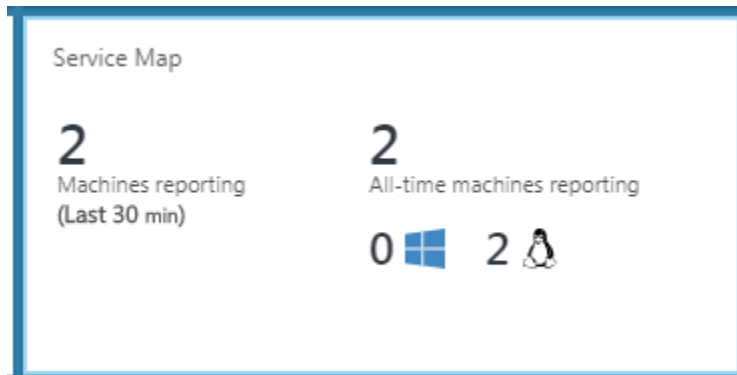 Service Map
2
Machines reporting
(Last 30 min)
2
All-time machines reporting
0 2